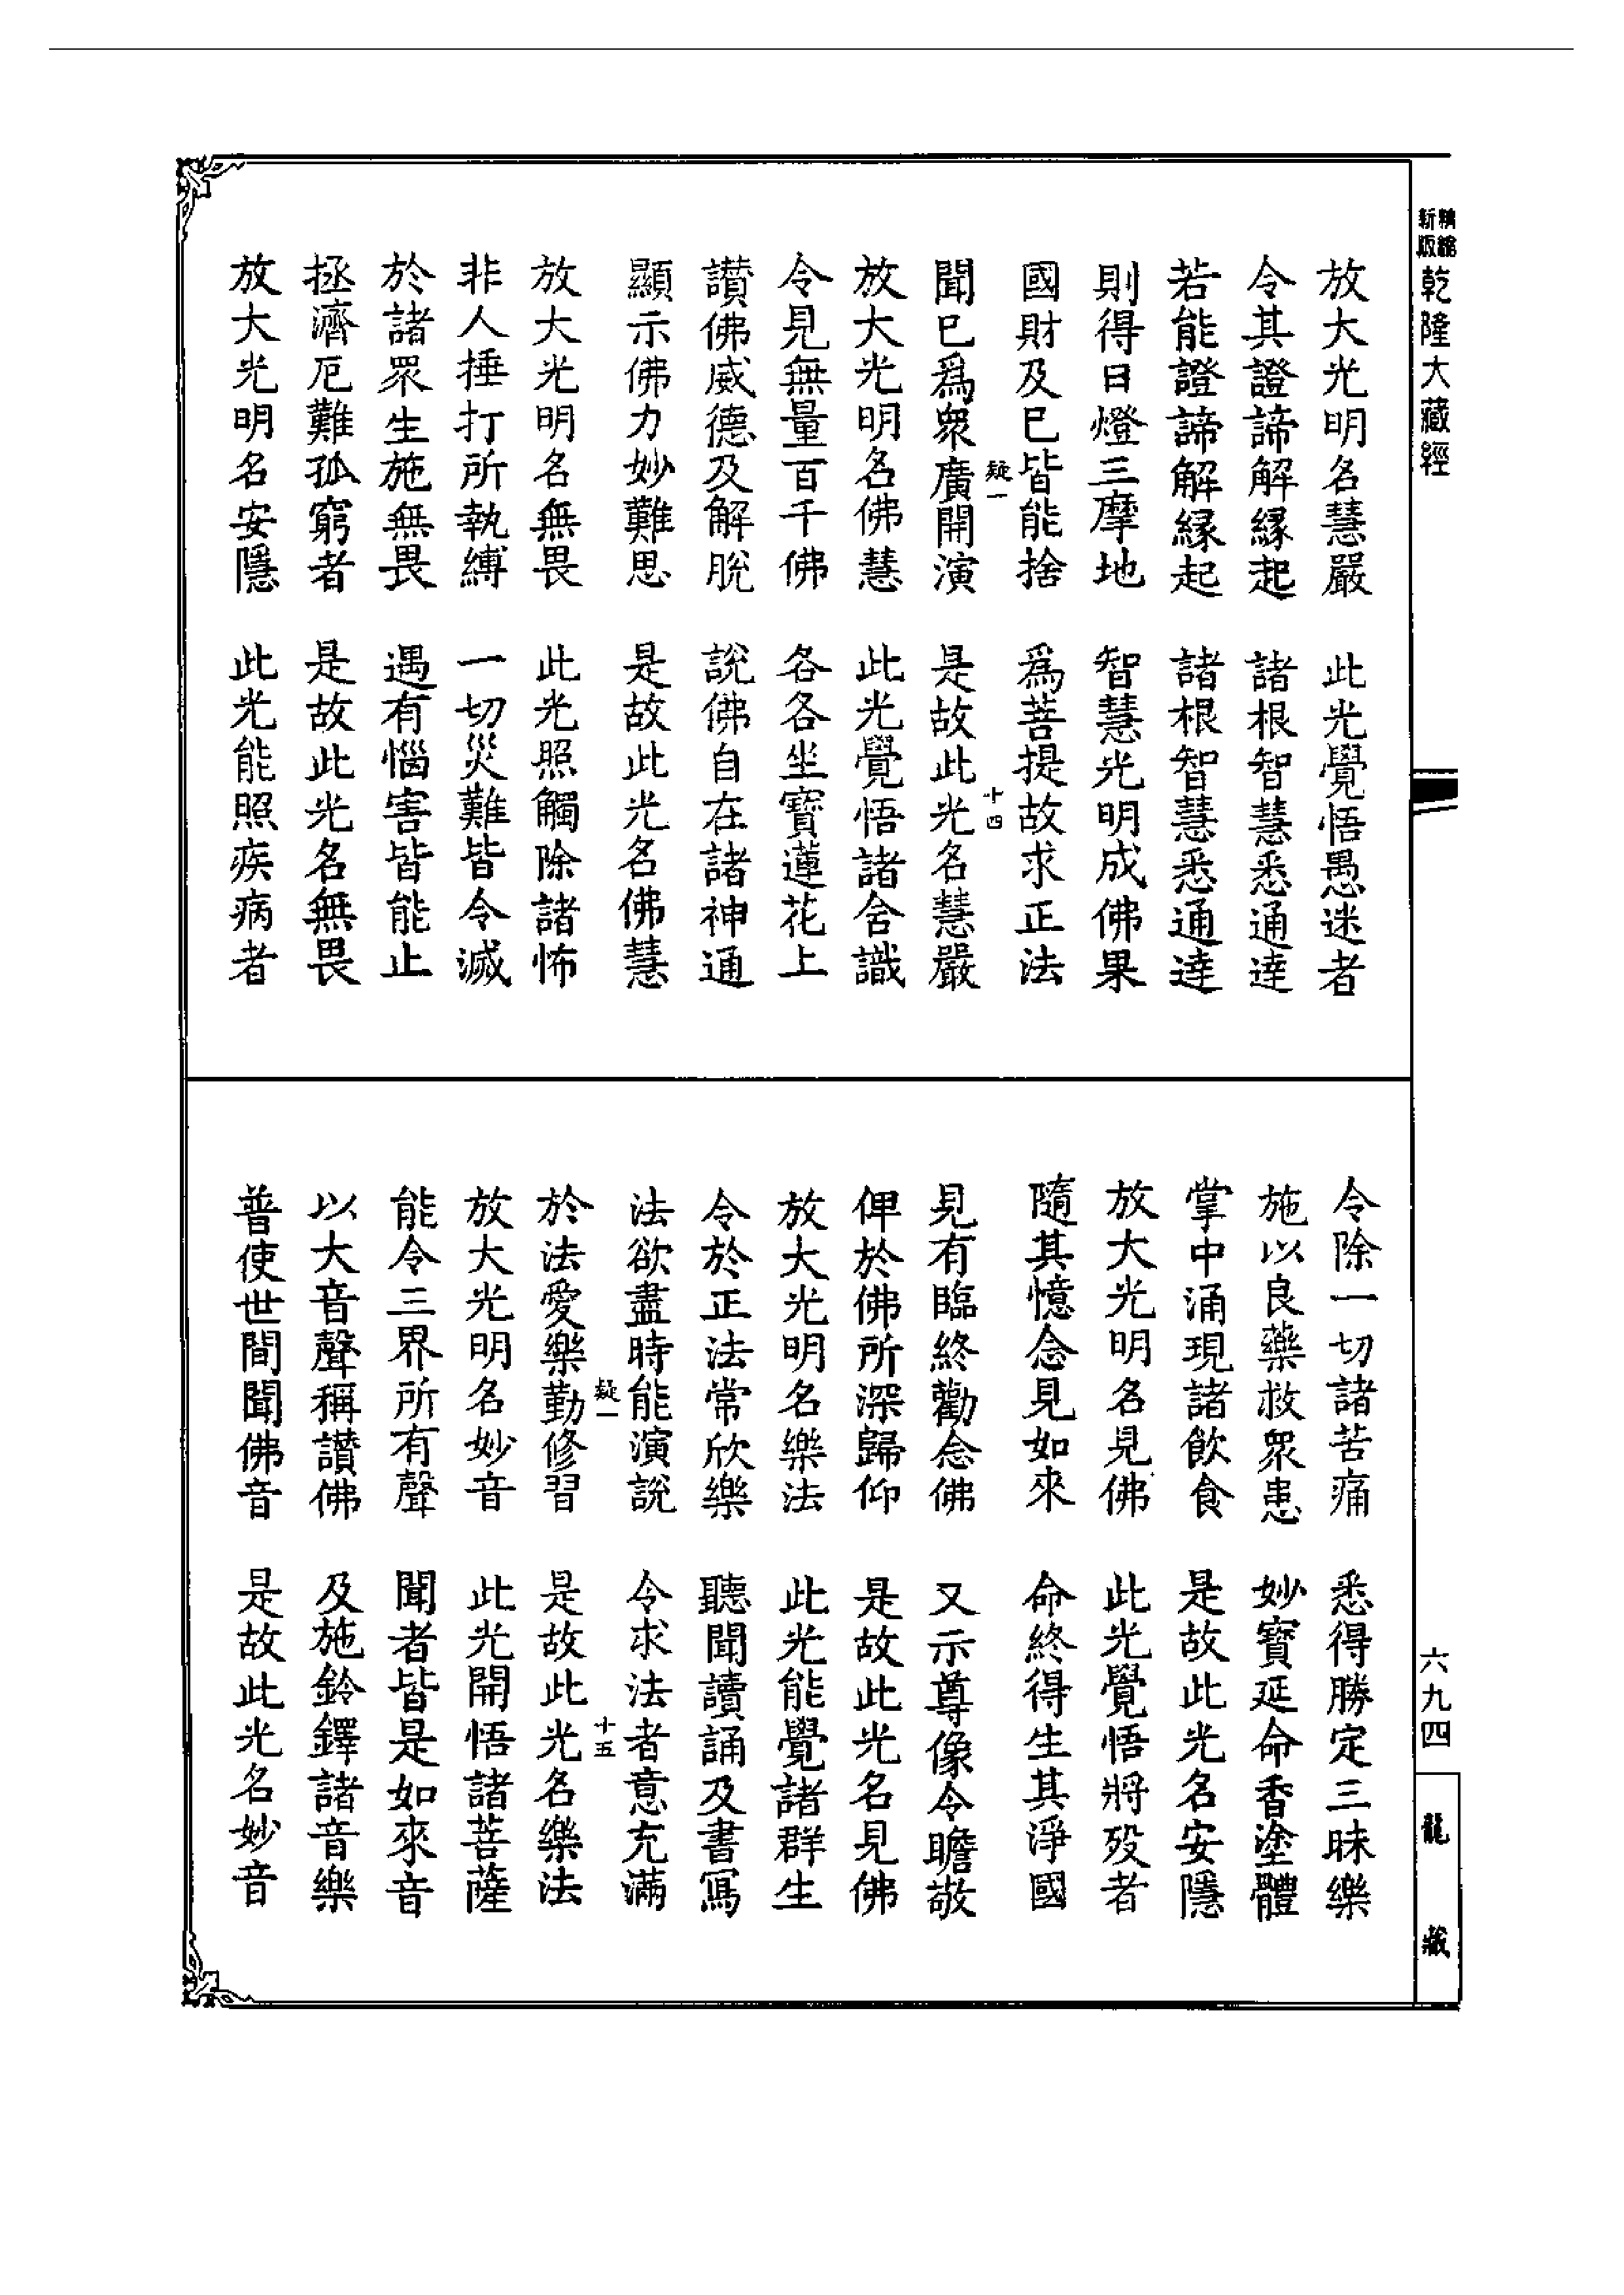 精繕新版乾隆大藏經
放大光明名慧嚴　此光覺悟愚迷者
令其證諦解緣起　諸根智慧悉通達
若能證諦解緣起　諸根智慧悉通達
則得日燈三摩地　智慧光明成佛果
國財及己皆能捨　為菩提故求正法
疑一　十四
聞已為眾廣開演　是故此光名慧嚴
放大光明名佛慧　此光覺悟諸含識
令見無量百千佛　各各坐寶蓮花上
讚佛威德及解脫　說佛自在諸神通
顯示佛力妙難思　是故此光名佛慧
放大光明名無畏　此光照觸除諸怖
非人捶打所執縛　一切災難皆令滅
於諸眾生施無畏　遇有惱害皆能止
拯濟厄難孤窮者　是故此光名無畏
放大光明名安隱　此光能照疾病者
令除一切諸苦痛　悉得勝定三昧樂
施以良藥救眾患　妙寶延命香塗體
掌中涌現諸飲食　是故此光名安隱
放大光明名見佛　此光覺悟將歿者
隨其憶念見如來　命終得生其淨國
見有臨終勸念佛　又示尊像令瞻敬
俾於佛所深歸仰　是故此光名見佛
放大光明名樂法　此光能覺諸群生
令於正法常欣樂　聽聞讀誦及書寫
法欲盡時能演說　令求法者意充滿
疑一　十五
於法愛樂勤修習　是故此光名樂法
放大光明名妙音　此光開悟諸菩薩
能令三界所有聲　聞者皆是如來音
以大音聲稱讚佛　及施鈴鐸諸音樂
普使世間聞佛音　是故此光名妙音
六九四
龍藏